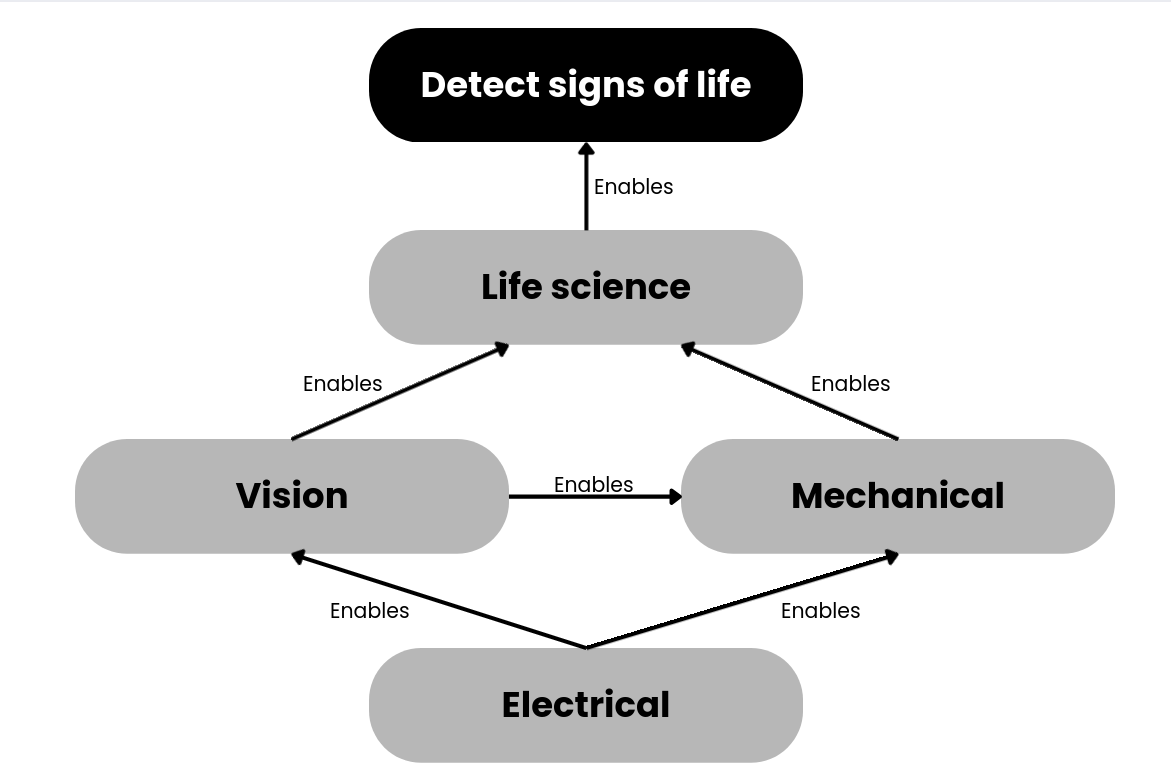 Detect signs of life
Enables
Life science
Enables
Enables
Vision
Enables
Mechanical
Enables
Enables
Electrical